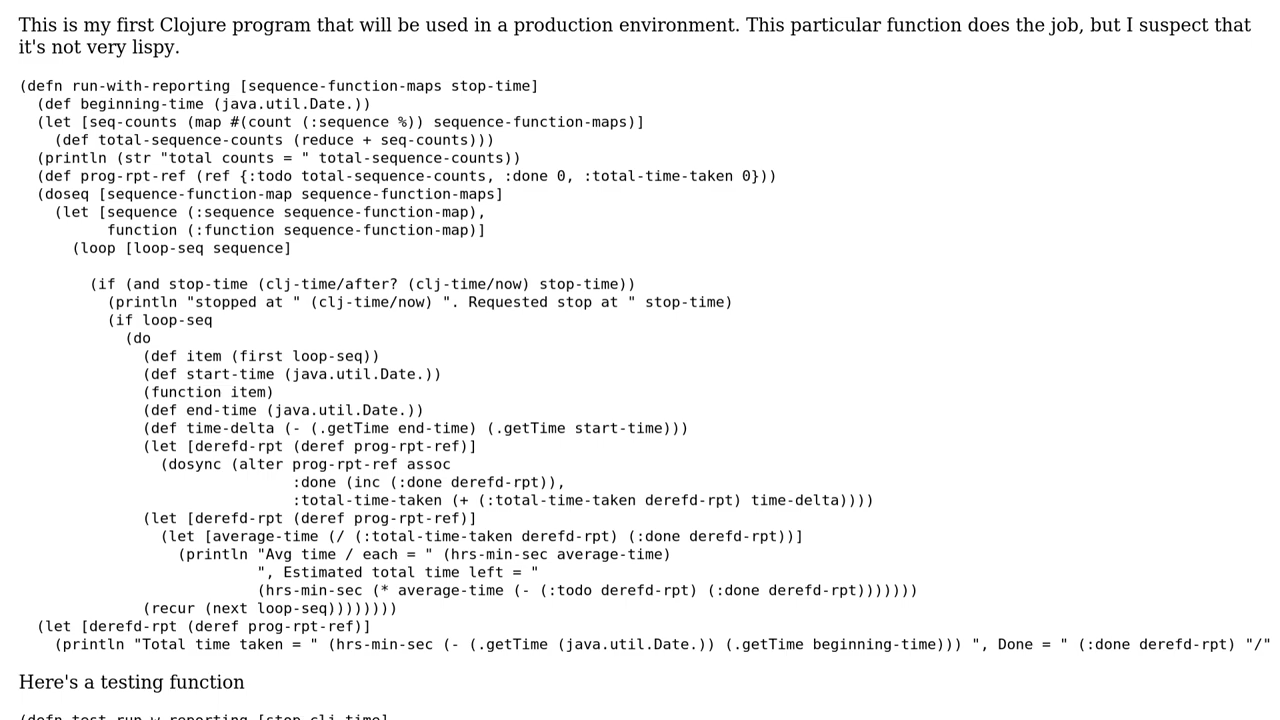 This is my first Clojure program that will be used in a production environment. This particular function does the job, but I suspect that
it's not very lispy.
(defn run-with-reporting [sequence-function-maps stop-time]
  (def beginning-time (java.util.Date.))
  (let [seq-counts (map #(count (:sequence %)) sequence-function-maps)]
    (def total-sequence-counts (reduce + seq-counts)))
  (println (str "total counts = " total-sequence-counts))
  (def prog-rpt-ref (ref {:todo total-sequence-counts, :done 0, :total-time-taken 0}))
  (doseq [sequence-function-map sequence-function-maps]
    (let [sequence (:sequence sequence-function-map),
          function (:function sequence-function-map)]
      (loop [loop-seq sequence]
        (if (and stop-time (clj-time/after? (clj-time/now) stop-time))
          (println "stopped at " (clj-time/now) ". Requested stop at " stop-time)
          (if loop-seq
            (do
              (def item (first loop-seq))
              (def start-time (java.util.Date.))
              (function item)
              (def end-time (java.util.Date.))
              (def time-delta (- (.getTime end-time) (.getTime start-time)))
              (let [derefd-rpt (deref prog-rpt-ref)]
                (dosync (alter prog-rpt-ref assoc
                               :done (inc (:done derefd-rpt)),
                               :total-time-taken (+ (:total-time-taken derefd-rpt) time-delta))))
              (let [derefd-rpt (deref prog-rpt-ref)]
                (let [average-time (/ (:total-time-taken derefd-rpt) (:done derefd-rpt))]
                  (println "Avg time / each = " (hrs-min-sec average-time)
                           ", Estimated total time left = "
                           (hrs-min-sec (* average-time (- (:todo derefd-rpt) (:done derefd-rpt)))))))
              (recur (next loop-seq))))))))
  (let [derefd-rpt (deref prog-rpt-ref)]
    (println "Total time taken = " (hrs-min-sec (- (.getTime (java.util.Date.)) (.getTime beginning-time))) ", Done = " (:done derefd-rpt) "/"
Here's a testing function
(defn test-run-w-reporting [stop-clj-time]